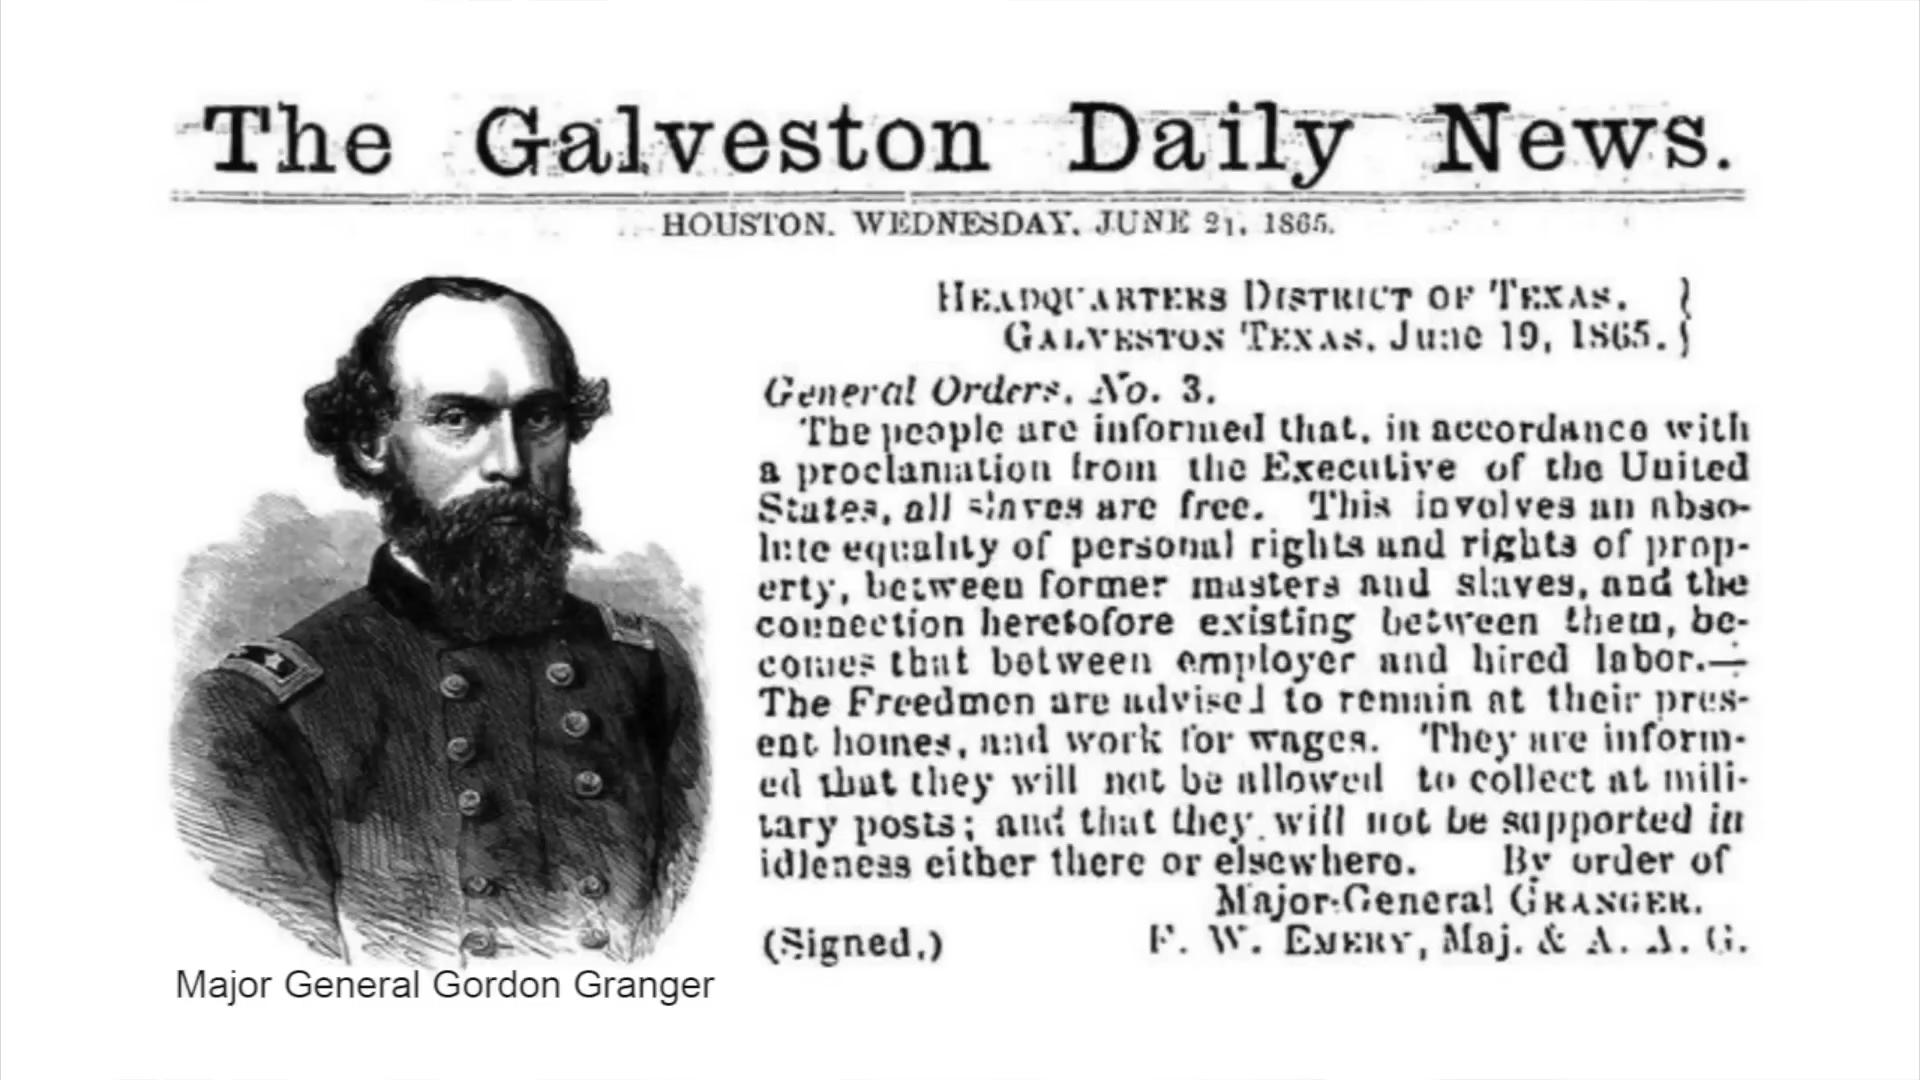 The Galveston Daily News.
HOUSTON, WEDNESDAY, JUNE 21, 1865.
HEADQUARTERS DISTRICT OF TEXAS. }
GALVESTON TEXAS, June 19, 1865. }
General Orders, No. 3.
The people are informed that, in accordance with
a proclamation from the Executive of the United
States, all slaves are free. This involves an abso-
lute equality of personal rights and rights of prop-
erty, between former masters and slaves, and the
connection heretofore existing between them, be-
comes that between employer and hired labor.—
The Freedmen are advised to remain at their pres-
ent homes, and work for wages. They are inform-
ed that they will not be allowed to collect at mili-
tary posts; and that they will not be supported in
idleness either there or elsewhere. By order of
Major-General GRANGER.
(Signed,) F. W. EMERY, Maj. & A. A. G.
Major General Gordon Granger